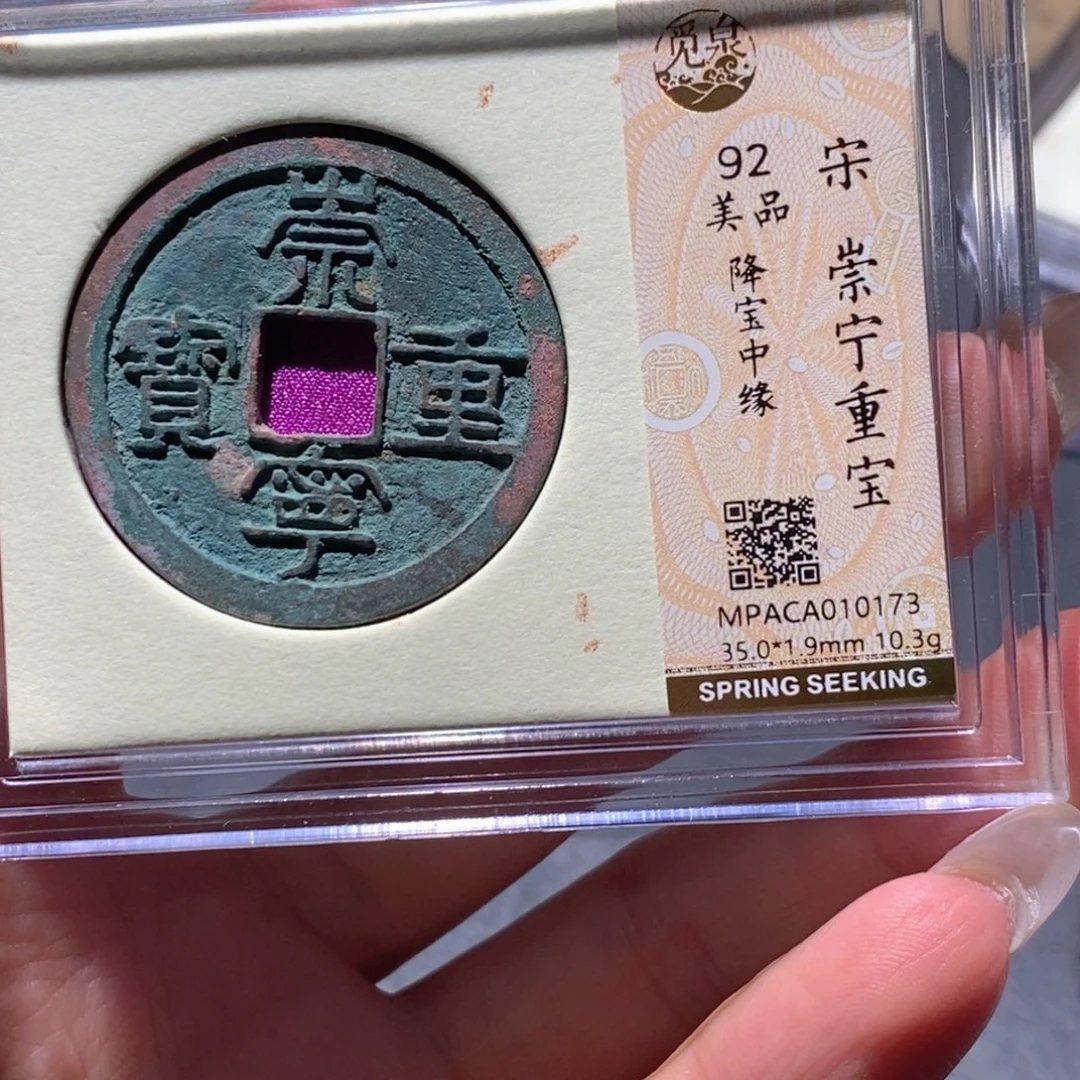 崇
寧
重
寶
觅泉
宋 崇宁重宝
92
美品
降宝中缘
MPACA010173
35.0*1.9mm 10.3g
SPRING SEEKING